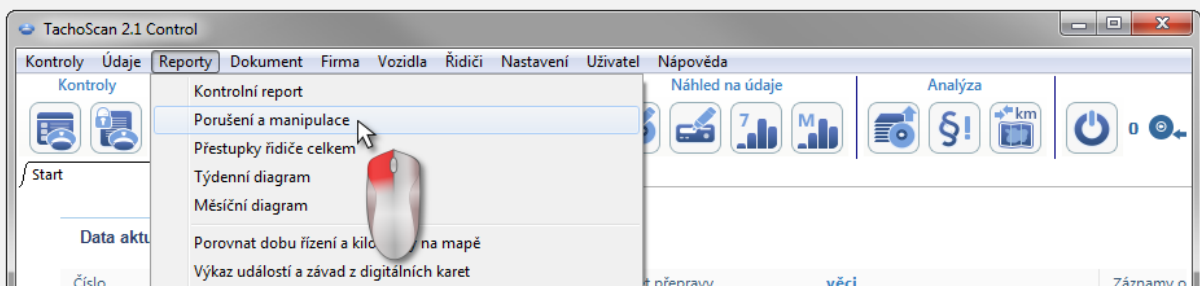 TachoScan 2.1 Control
Kontroly Údaje Reporty Dokument Firma Vozidla Řidiči Nastavení Uživatel Nápověda
Kontroly Náhled na údaje Analýza
Kontrolní report
Porušení a manipulace
7 M §! km 0
Přestupky řidiče celkem
Start
Týdenní diagram
Měsíční diagram
Data
Porovnat dobu řízení a na mapě
Výkaz událostí a závad z digitálních karet
Číslo přepravy věci Záznamy o